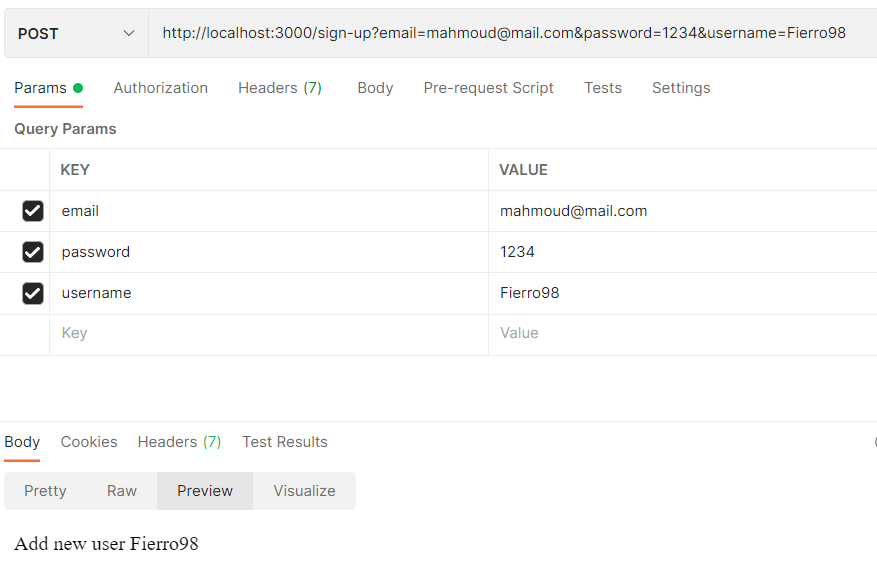 POST http://localhost:3000/sign-up?email=mahmoud@mail.com&password=1234&username=Fierro98
Params Authorization Headers (7) Body Pre-request Script Tests Settings
Query Params
KEY VALUE
email mahmoud@mail.com
password 1234
username Fierro98
Key Value
Body Cookies Headers (7) Test Results
Pretty Raw Preview Visualize
Add new user Fierro98